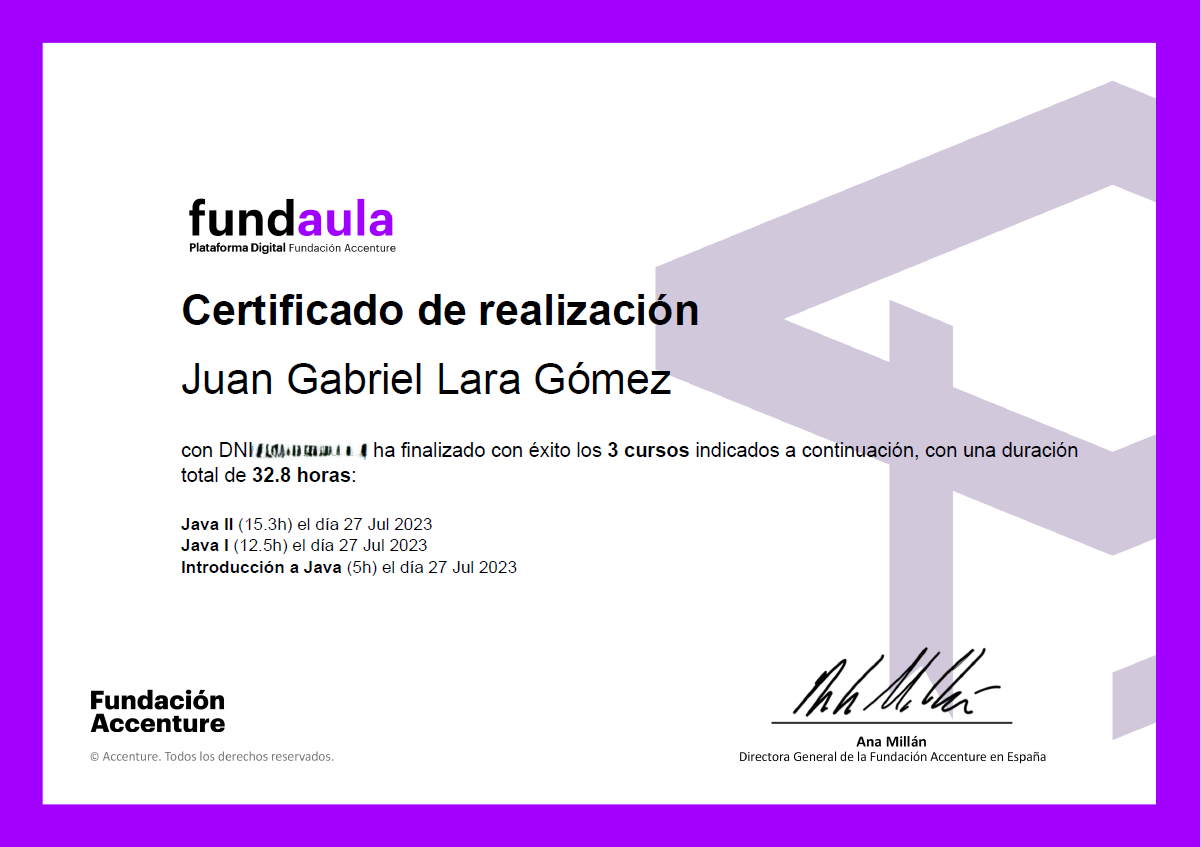 fundaula
Plataforma Digital Fundación Accenture
Certificado de realización
Juan Gabriel Lara Gómez
con DNI ha finalizado con éxito los 3 cursos indicados a continuación, con una duración
total de 32.8 horas:
Java II (15.3h) el día 27 Jul 2023
Java I (12.5h) el día 27 Jul 2023
Introducción a Java (5h) el día 27 Jul 2023
Fundación
Accenture
© Accenture. Todos los derechos reservados.
Ana Millán
Directora General de la Fundación Accenture en España